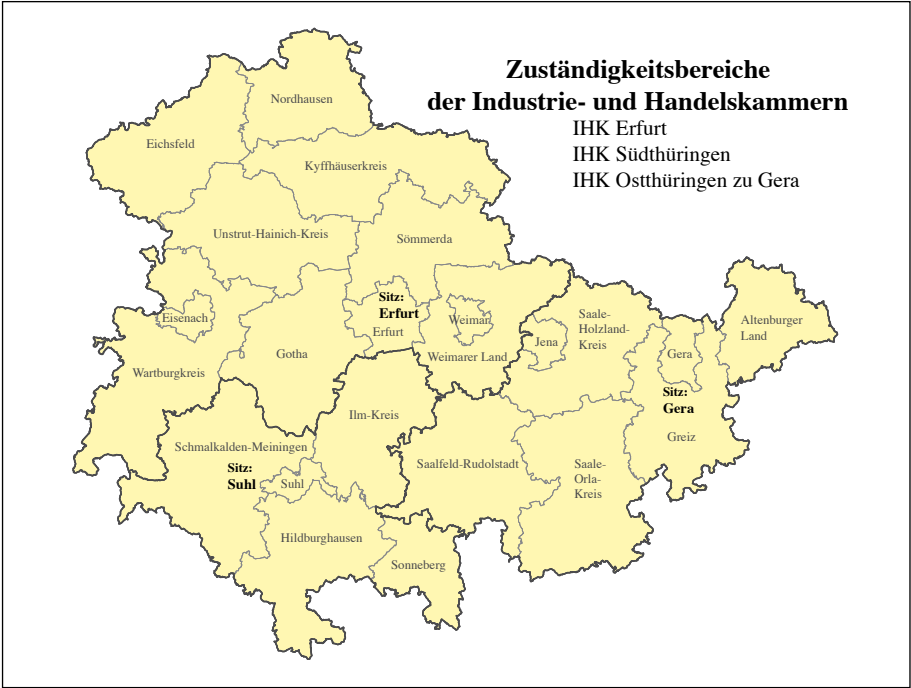 Zuständigkeitsbereiche
der Industrie- und Handelskammern
IHK Erfurt
IHK Südthüringen
IHK Ostthüringen zu Gera
Nordhausen
Eichsfeld
Kyffhäuserkreis
Unstrut-Hainich-Kreis
Sömmerda
Sitz:
Erfurt
Erfurt
Eisenach
Gotha
Weimar
Weimarer Land
Jena
Saale-
Holzland-
Kreis
Gera
Altenburger
Land
Wartburgkreis
Sitz:
Gera
Greiz
Ilm-Kreis
Schmalkalden-Meiningen
Sitz:
Suhl
Suhl
Saalfeld-Rudolstadt
Saale-
Orla-
Kreis
Hildburghausen
Sonneberg